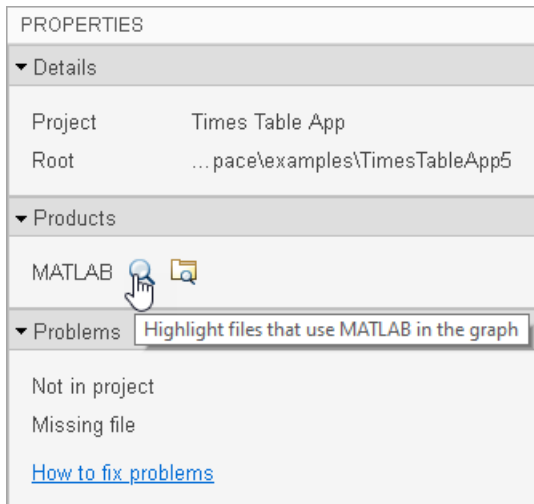 PROPERTIES
Details
Project Times Table App
Root ...pace\examples\TimesTableApp5
Products
MATLAB
Highlight files that use MATLAB in the graph
Problems
Not in project
Missing file
How to fix problems